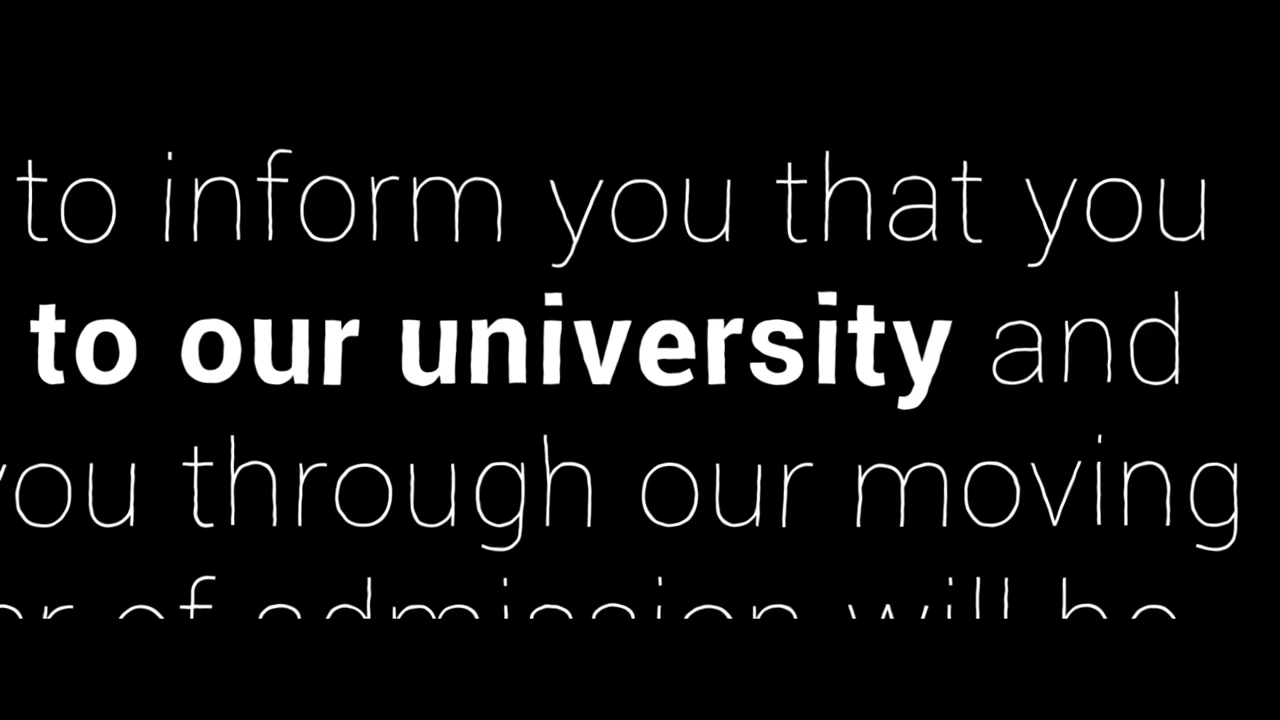 to inform you that you
to our university and
you through our moving
of admission will be